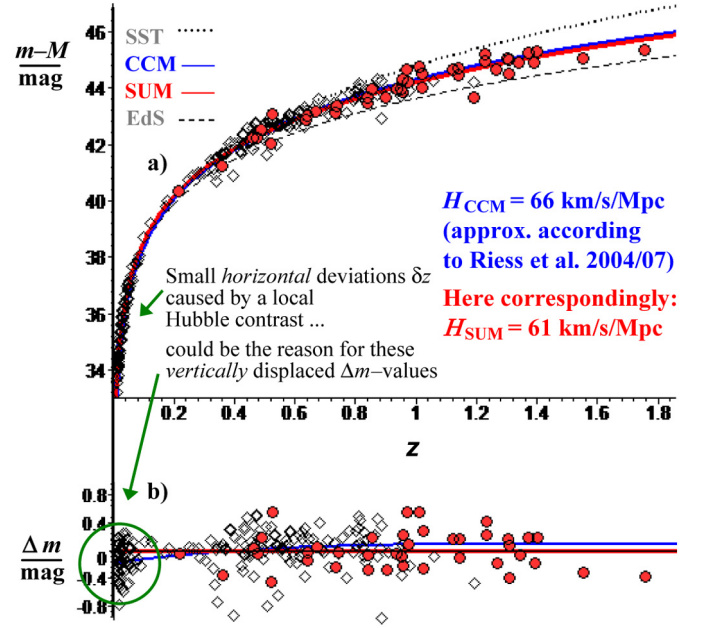 m–M
mag
46
44
42
40
38
36
34
SST
CCM
SUM
EdS
a)
H_CCM = 66 km/s/Mpc
(approx. according
to Riess et al. 2004/07)
Here correspondingly:
H_SUM = 61 km/s/Mpc
Small horizontal deviations δz
caused by a local
Hubble contrast ...
could be the reason for these
vertically displaced Δm–values
0.2 0.4 0.6 0.8 1 1.2 1.4 1.6 1.8
z
b)
Δ m
mag
0.8
0.4
0
-0.4
-0.8